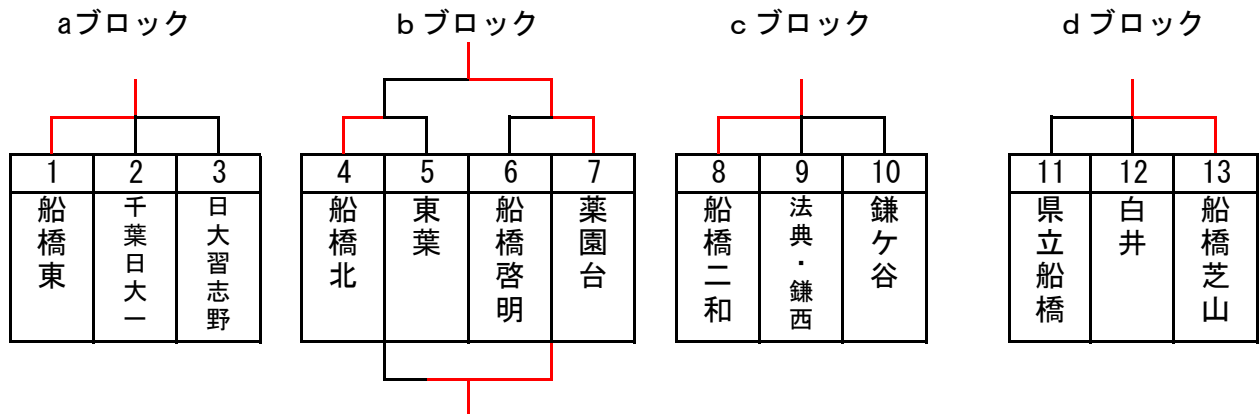 aブロック
bブロック
cブロック
dブロック
1
2
3
4
5
6
7
8
9
10
11
12
13
船橋東
千葉日大一
日大習志野
船橋北
東葉
船橋啓明
薬園台
船橋二和
法典・鎌西
鎌ケ谷
県立船橋
白井
船橋芝山